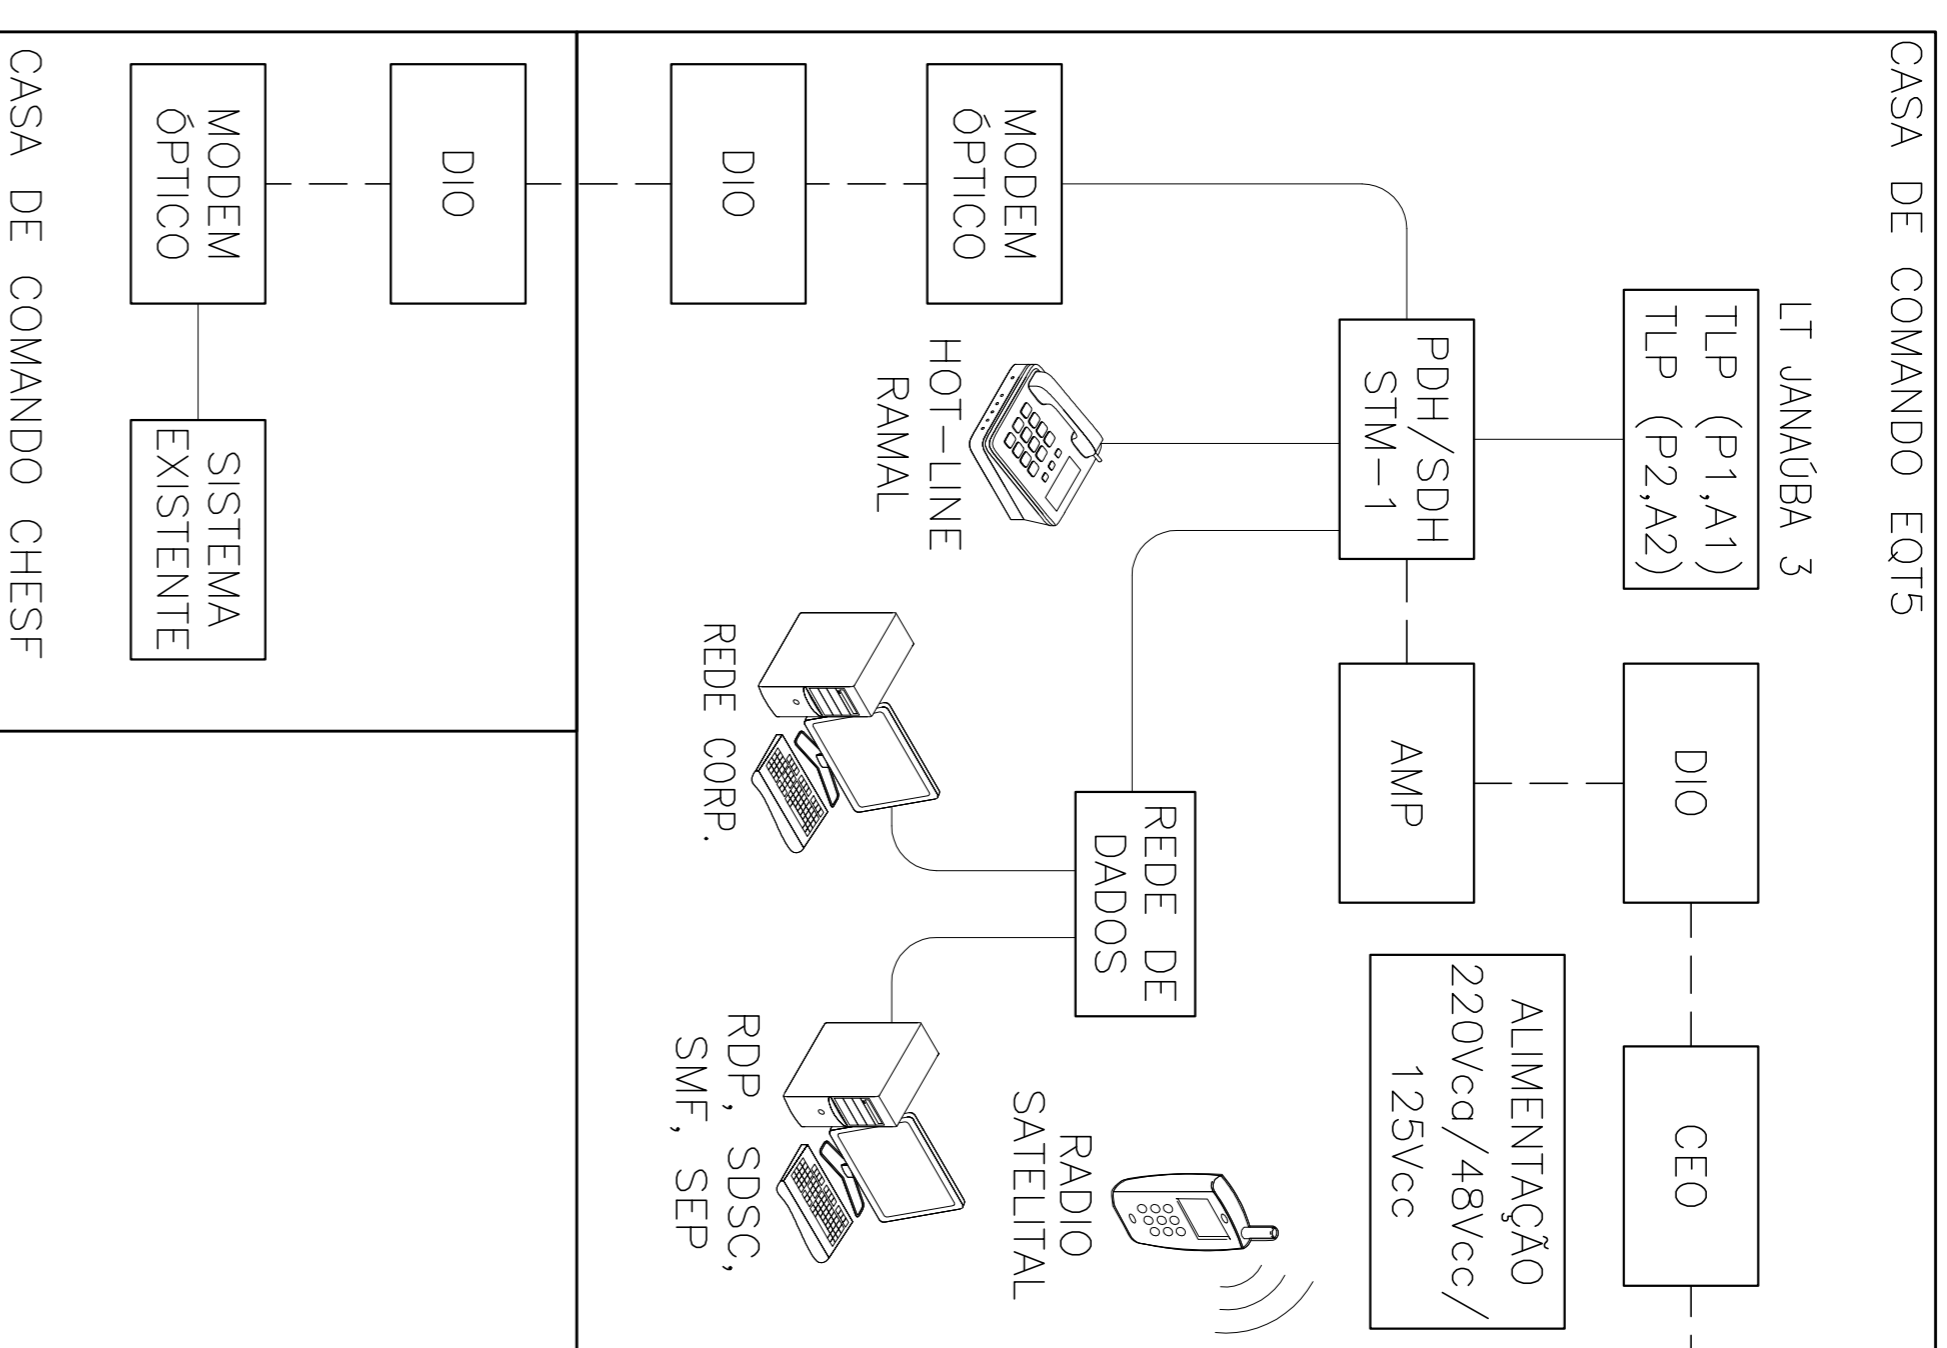 CASA DE COMANDO EQT5
LT JANAÚBA 3
TLP (P1,A1)
TLP (P2,A2)
DIO
CEO
PDH/SDH
STM-1
AMP
ALIMENTAÇÃO
220Vca/48Vcc/
125Vcc
MODEM
ÓPTICO
HOT-LINE
RAMAL
REDE DE
DADOS
RADIO
SATELITAL
DIO
REDE CORP.
RDP, SDSC,
SMF, SEP
DIO
MODEM
ÓPTICO
SISTEMA
EXISTENTE
CASA DE COMANDO CHESF